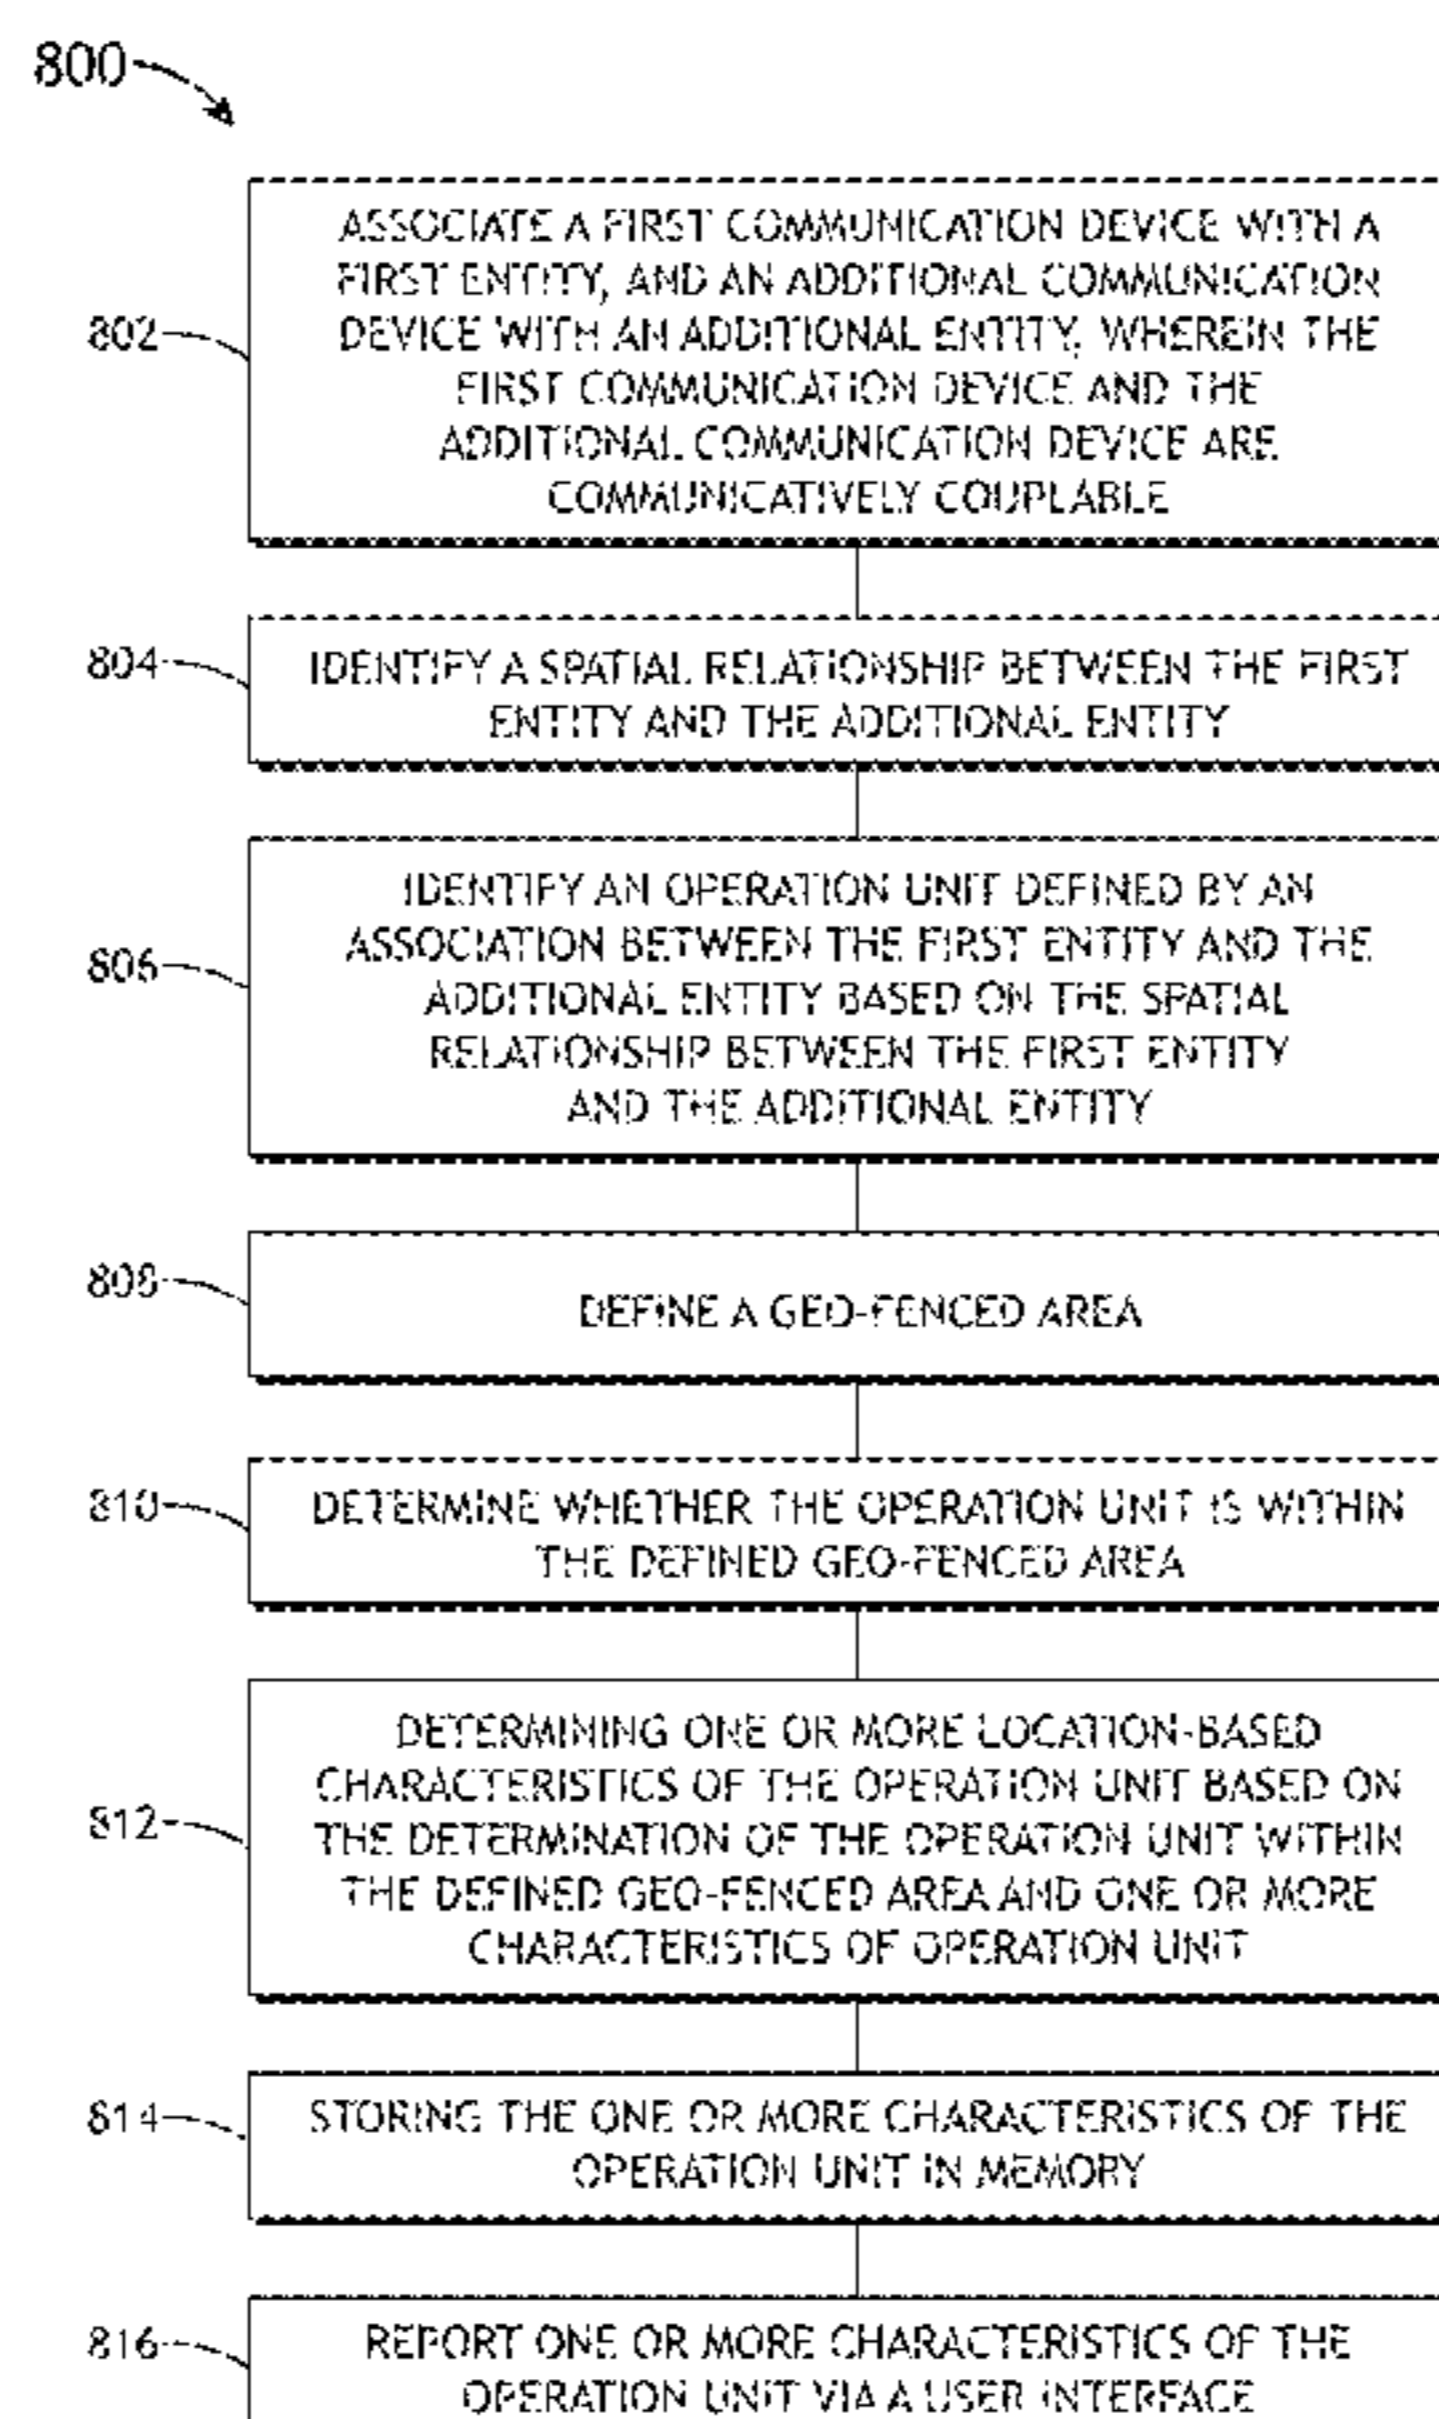 800
802
ASSOCIATE A FIRST COMMUNICATION DEVICE WITH A
FIRST ENTITY, AND AN ADDITIONAL COMMUNICATION
DEVICE WITH AN ADDITIONAL ENTITY, WHEREIN THE
FIRST COMMUNICATION DEVICE AND THE
ADDITIONAL COMMUNICATION DEVICE ARE
COMMUNICATIVELY COUPLABLE
804
IDENTIFY A SPATIAL RELATIONSHIP BETWEEN THE FIRST
ENTITY AND THE ADDITIONAL ENTITY
806
IDENTIFY AN OPERATION UNIT DEFINED BY AN
ASSOCIATION BETWEEN THE FIRST ENTITY AND THE
ADDITIONAL ENTITY BASED ON THE SPATIAL
RELATIONSHIP BETWEEN THE FIRST ENTITY
AND THE ADDITIONAL ENTITY
808
DEFINE A GEO-FENCED AREA
810
DETERMINE WHETHER THE OPERATION UNIT IS WITHIN
THE DEFINED GEO-FENCED AREA
812
DETERMINING ONE OR MORE LOCATION-BASED
CHARACTERISTICS OF THE OPERATION UNIT BASED ON
THE DETERMINATION OF THE OPERATION UNIT WITHIN
THE DEFINED GEO-FENCED AREA AND ONE OR MORE
CHARACTERISTICS OF OPERATION UNIT
814
STORING THE ONE OR MORE CHARACTERISTICS OF THE
OPERATION UNIT IN MEMORY
816
REPORT ONE OR MORE CHARACTERISTICS OF THE
OPERATION UNIT VIA A USER INTERFACE